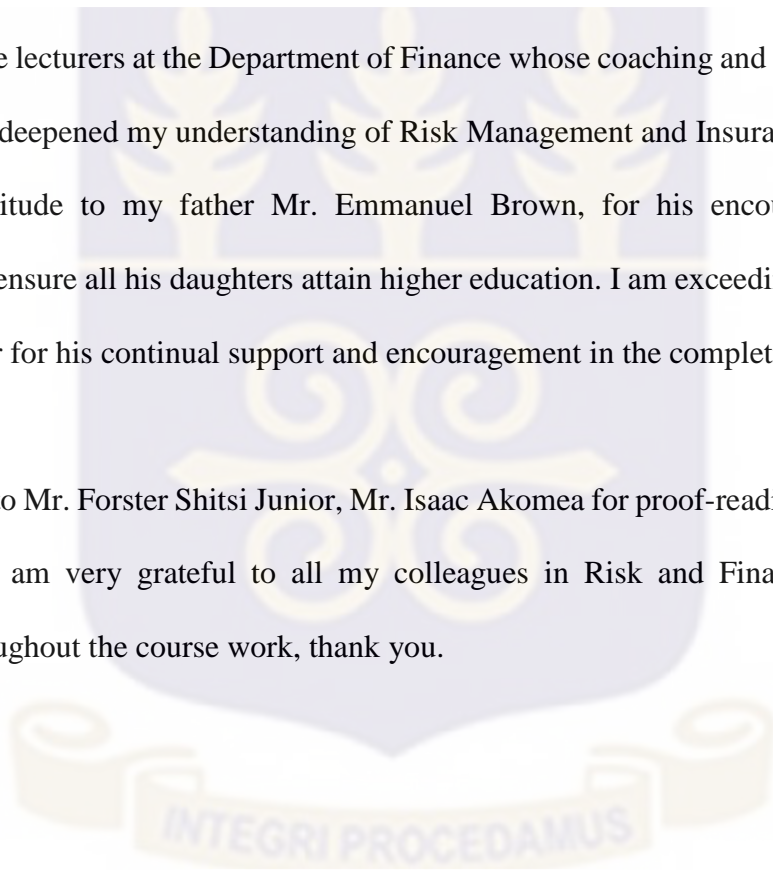 e lecturers at the Department of Finance whose coaching and
deepened my understanding of Risk Management and Insura
itude to my father Mr. Emmanuel Brown, for his encou
ensure all his daughters attain higher education. I am exceedi
r for his continual support and encouragement in the complet
to Mr. Forster Shitsi Junior, Mr. Isaac Akomea for proof-readi
am very grateful to all my colleagues in Risk and Fina
ughout the course work, thank you.
INTEGRI PROCEDAMUS